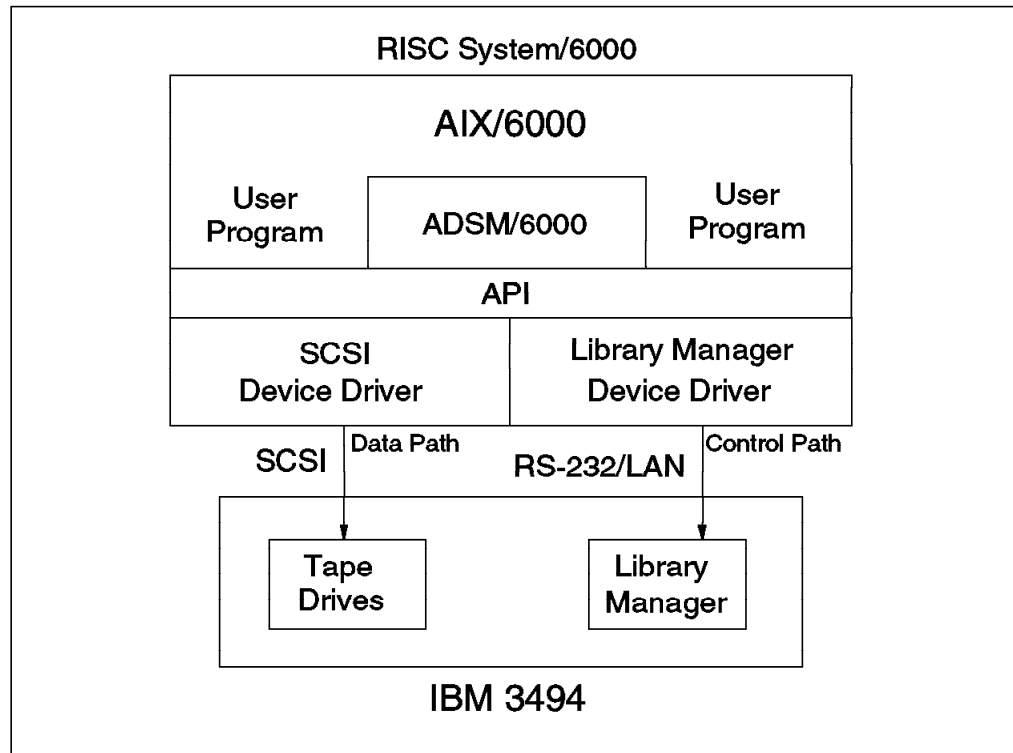 RISC System/6000
AIX/6000
User
Program
ADSM/6000
User
Program
API
SCSI
Device Driver
Library Manager
Device Driver
SCSI
Data Path
RS-232/LAN
Control Path
Tape
Drives
Library
Manager
IBM 3494